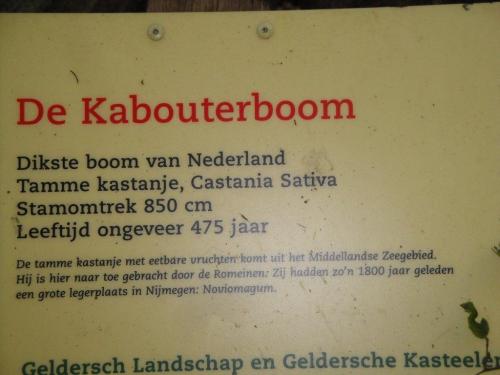 De Kabouterboom
Dikste boom van Nederland
Tamme kastanje, Castania Sativa
Stamomtrek 850 cm
Leeftijd ongeveer 475 jaar
De tamme kastanje met eetbare vruchten komt uit het Middellandse Zeegebied.
Hij is hier naar toe gebracht door de Romeinen: Zij hadden zo'n 1800 jaar geleden
een grote legerplaats in Nijmegen: Noviomagum.
Geldersch Landschap en Geldersche Kasteelen